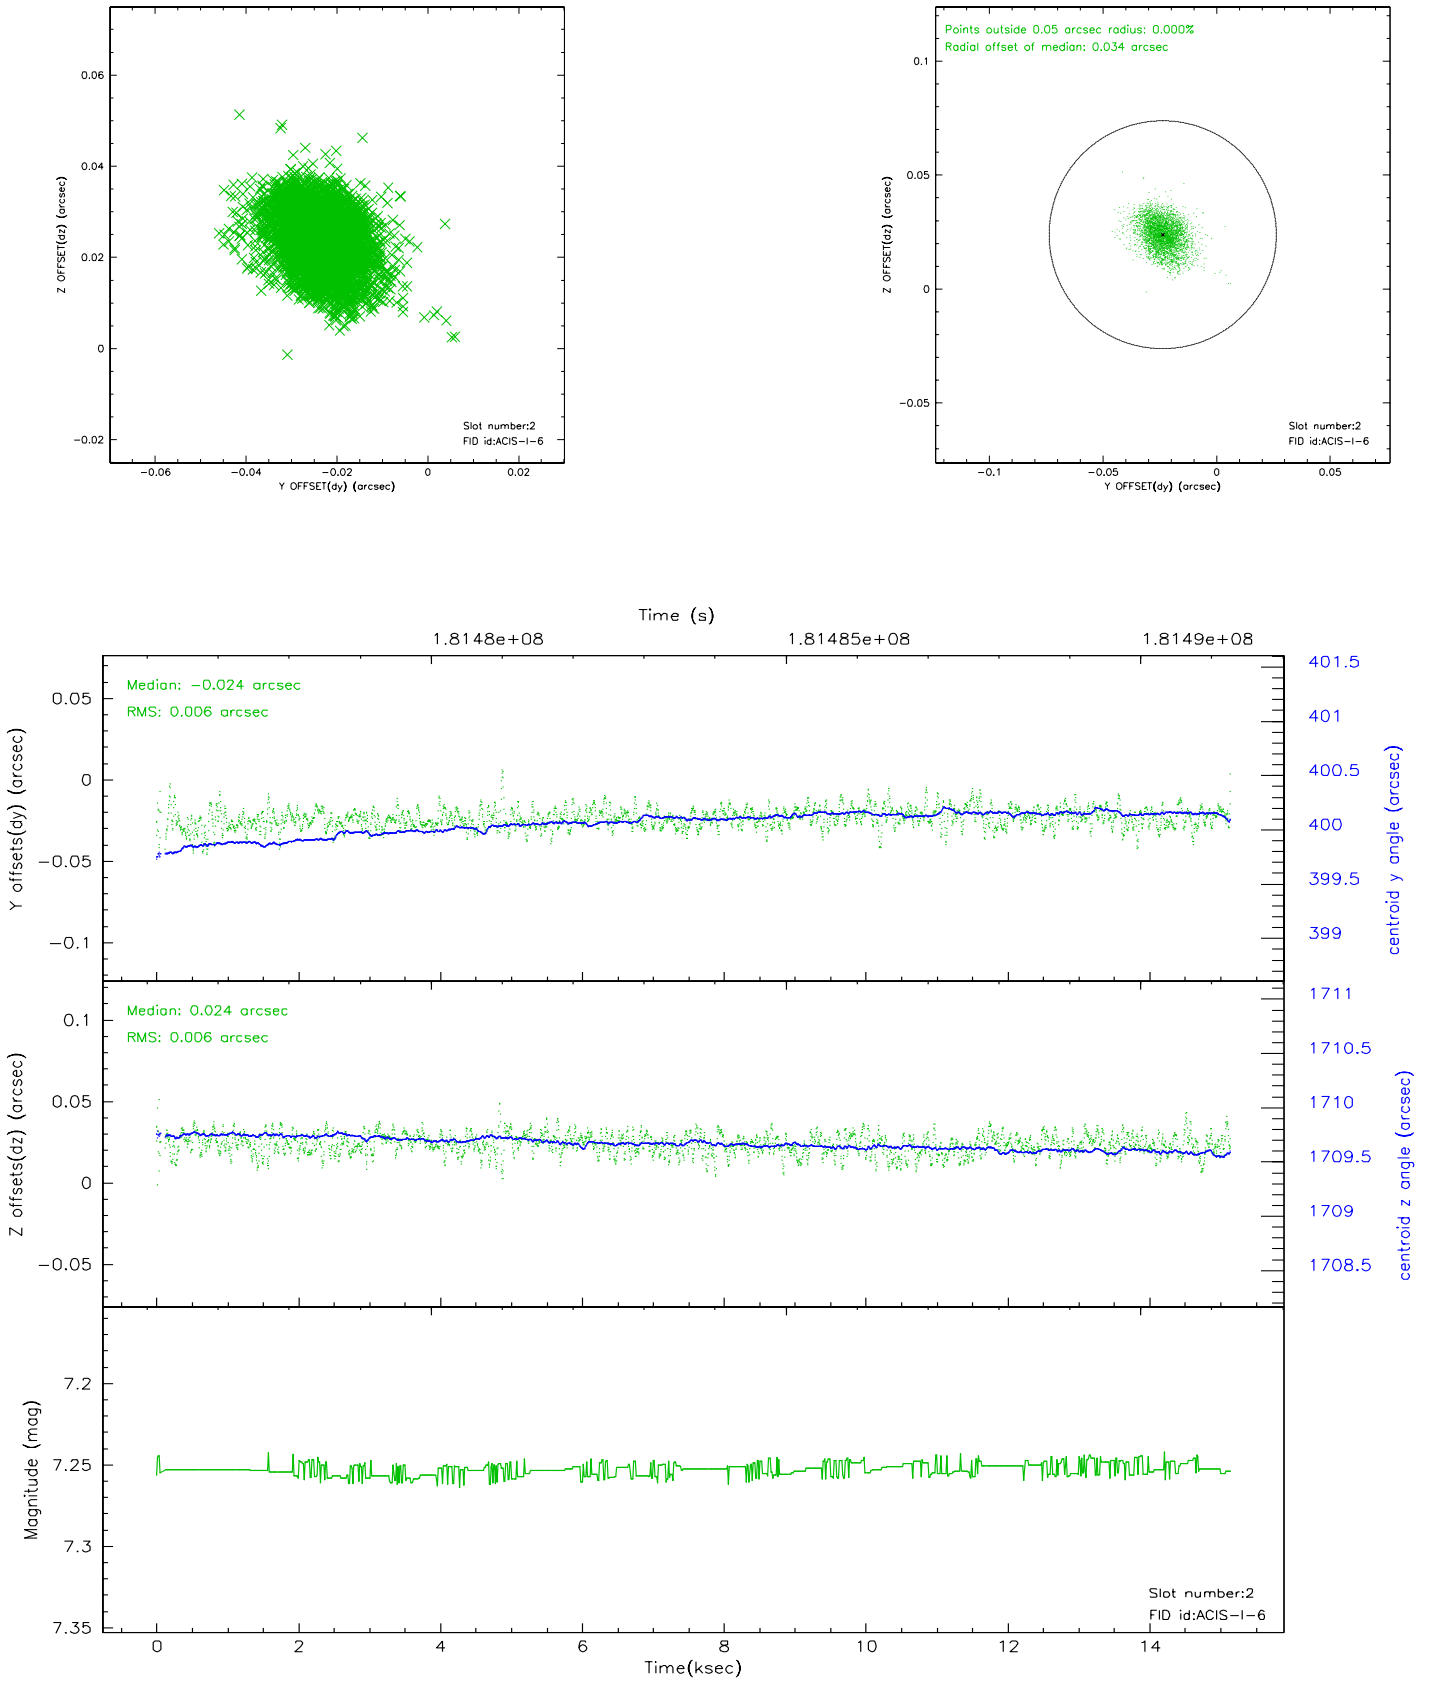 0.06
0.04
0.02
0
−0.02
Z OFFSET(dz) (arcsec)
Slot number:2
FID id:ACIS−I−6
−0.06
−0.04
−0.02
0
0.02
Y OFFSET(dy) (arcsec)
Points outside 0.05 arcsec radius: 0.000%
Radial offset of median: 0.034 arcsec
0.1
0.05
0
−0.05
Z OFFSET(dz) (arcsec)
Slot number:2
FID id:ACIS−I−6
−0.1
−0.05
0
0.05
Y OFFSET(dy) (arcsec)
Time (s)
1.8148e+08
1.81485e+08
1.8149e+08
Median: −0.024 arcsec
RMS: 0.006 arcsec
0.05
0
−0.05
−0.1
Y offsets(dy) (arcsec)
401.5
401
400.5
400
399.5
399
centroid y angle (arcsec)
Median: 0.024 arcsec
RMS: 0.006 arcsec
0.1
0.05
0
−0.05
Z offsets(dz) (arcsec)
1711
1710.5
1710
1709.5
1709
1708.5
centroid z angle (arcsec)
7.2
7.25
7.3
7.35
Magnitude (mag)
Slot number:2
FID id:ACIS−I−6
0
2
4
6
8
10
12
14
Time(ksec)